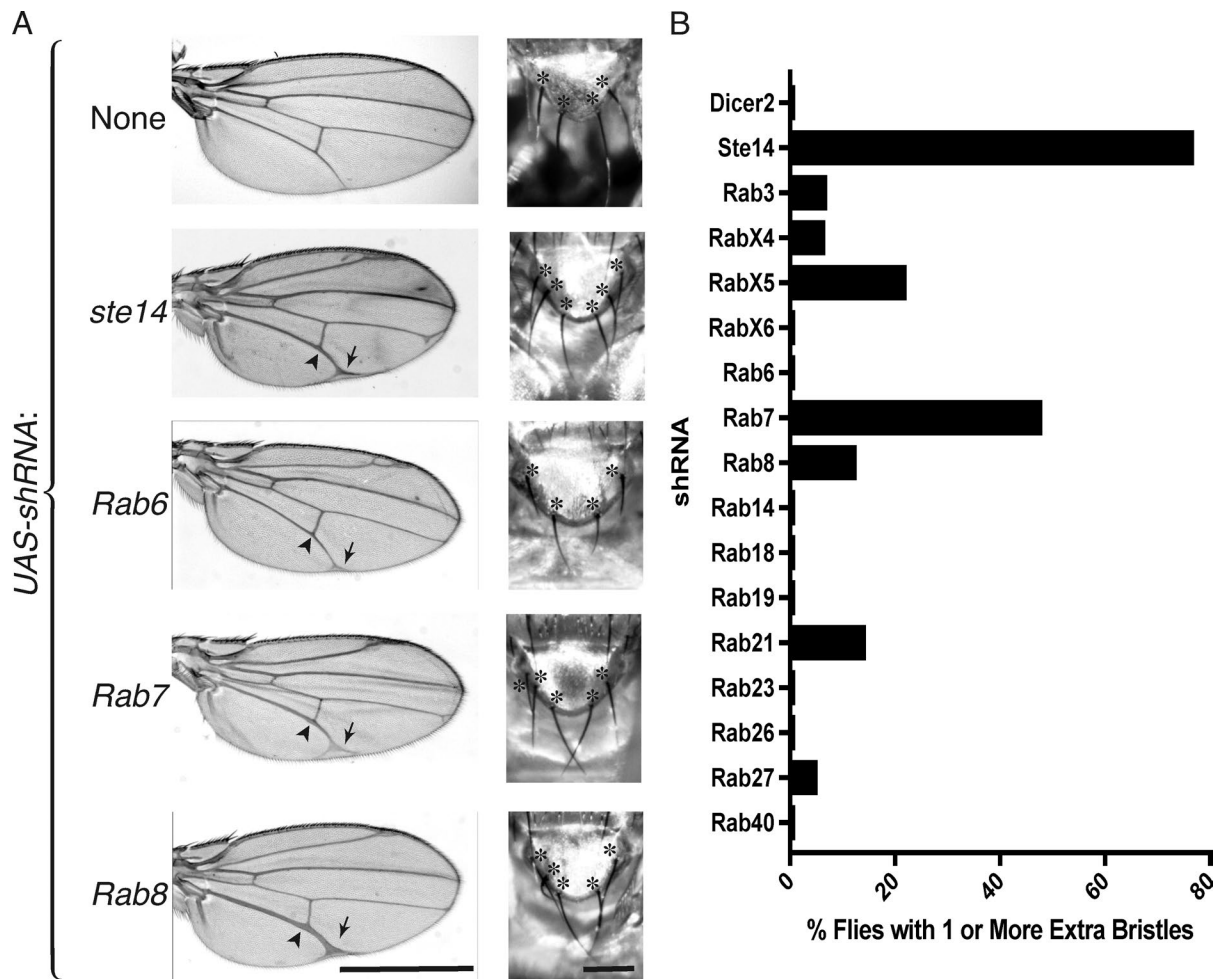 A
UAS-shRNA:
None
ste14
Rab6
Rab7
Rab8
B
shRNA
Dicer2
Ste14
Rab3
RabX4
RabX5
RabX6
Rab6
Rab7
Rab8
Rab14
Rab18
Rab19
Rab21
Rab23
Rab26
Rab27
Rab40
0 20 40 60 80
% Flies with 1 or More Extra Bristles